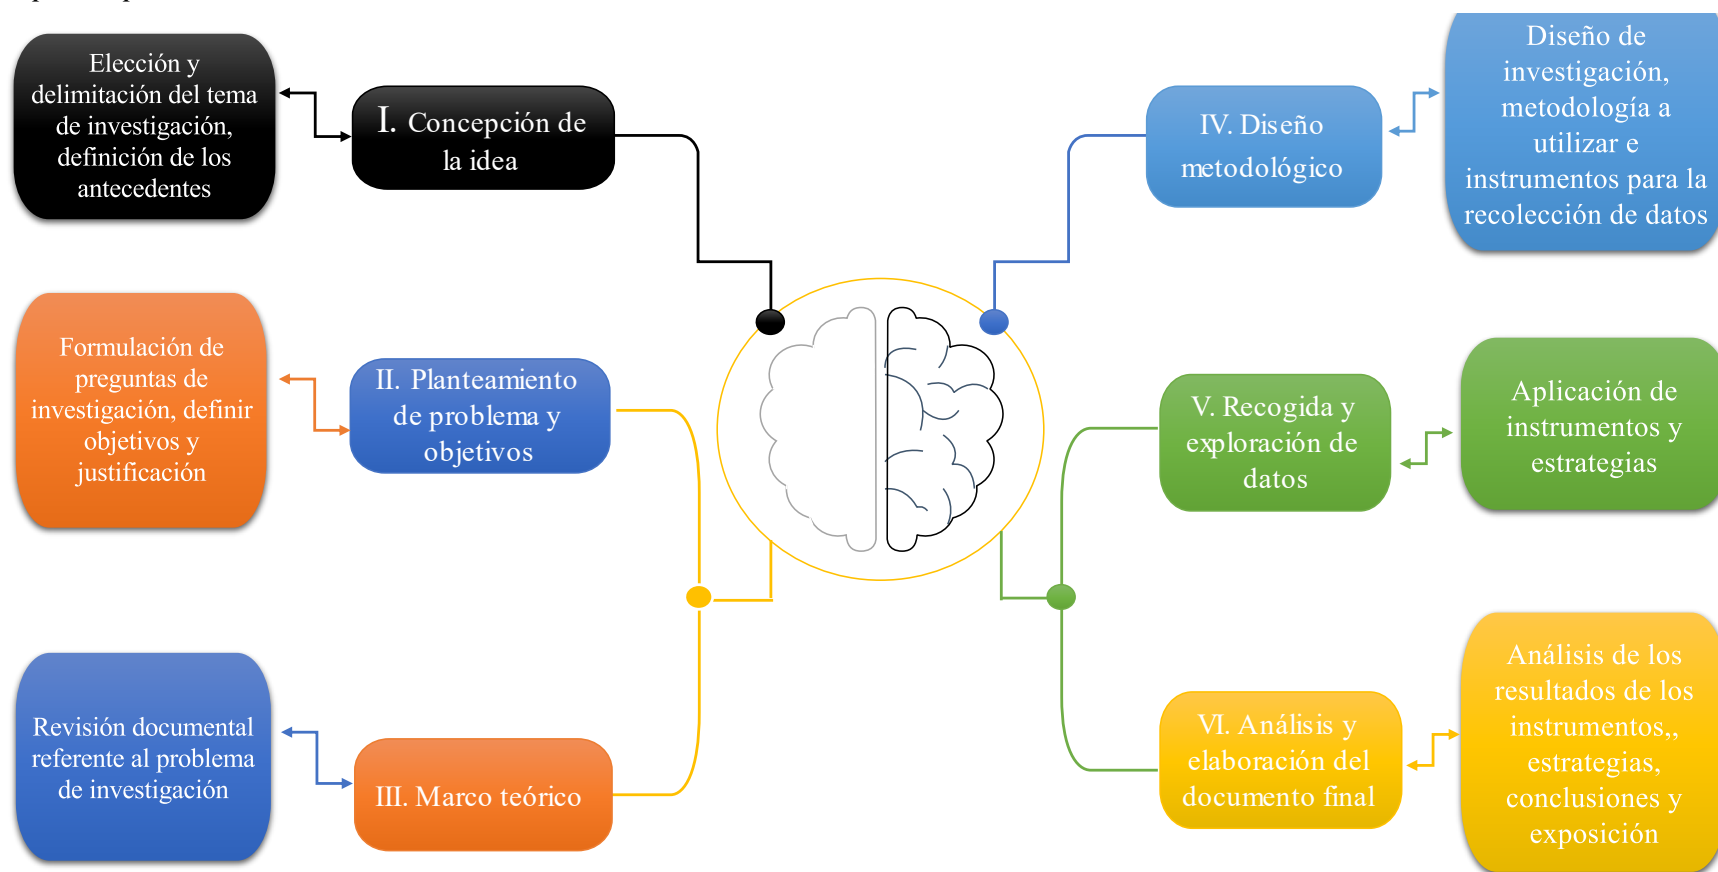 Elección y
delimitación del tema
de investigación,
definición de los
antecedentes
I. Concepción de
la idea
Formulación de
preguntas de
investigación, definir
objetivos y
justificación
II. Planteamiento
de problema y
objetivos
Revisión documental
referente al problema
de investigación
III. Marco teórico
IV. Diseño
metodológico
Diseño de
investigación,
metodología a
utilizar e
instrumentos para la
recolección de datos
V. Recogida y
exploración de
datos
Aplicación de
instrumentos y
estrategias
VI. Análisis y
elaboración del
documento final
Análisis de los
resultados de los
instrumentos,,
estrategias,
conclusiones y
exposición